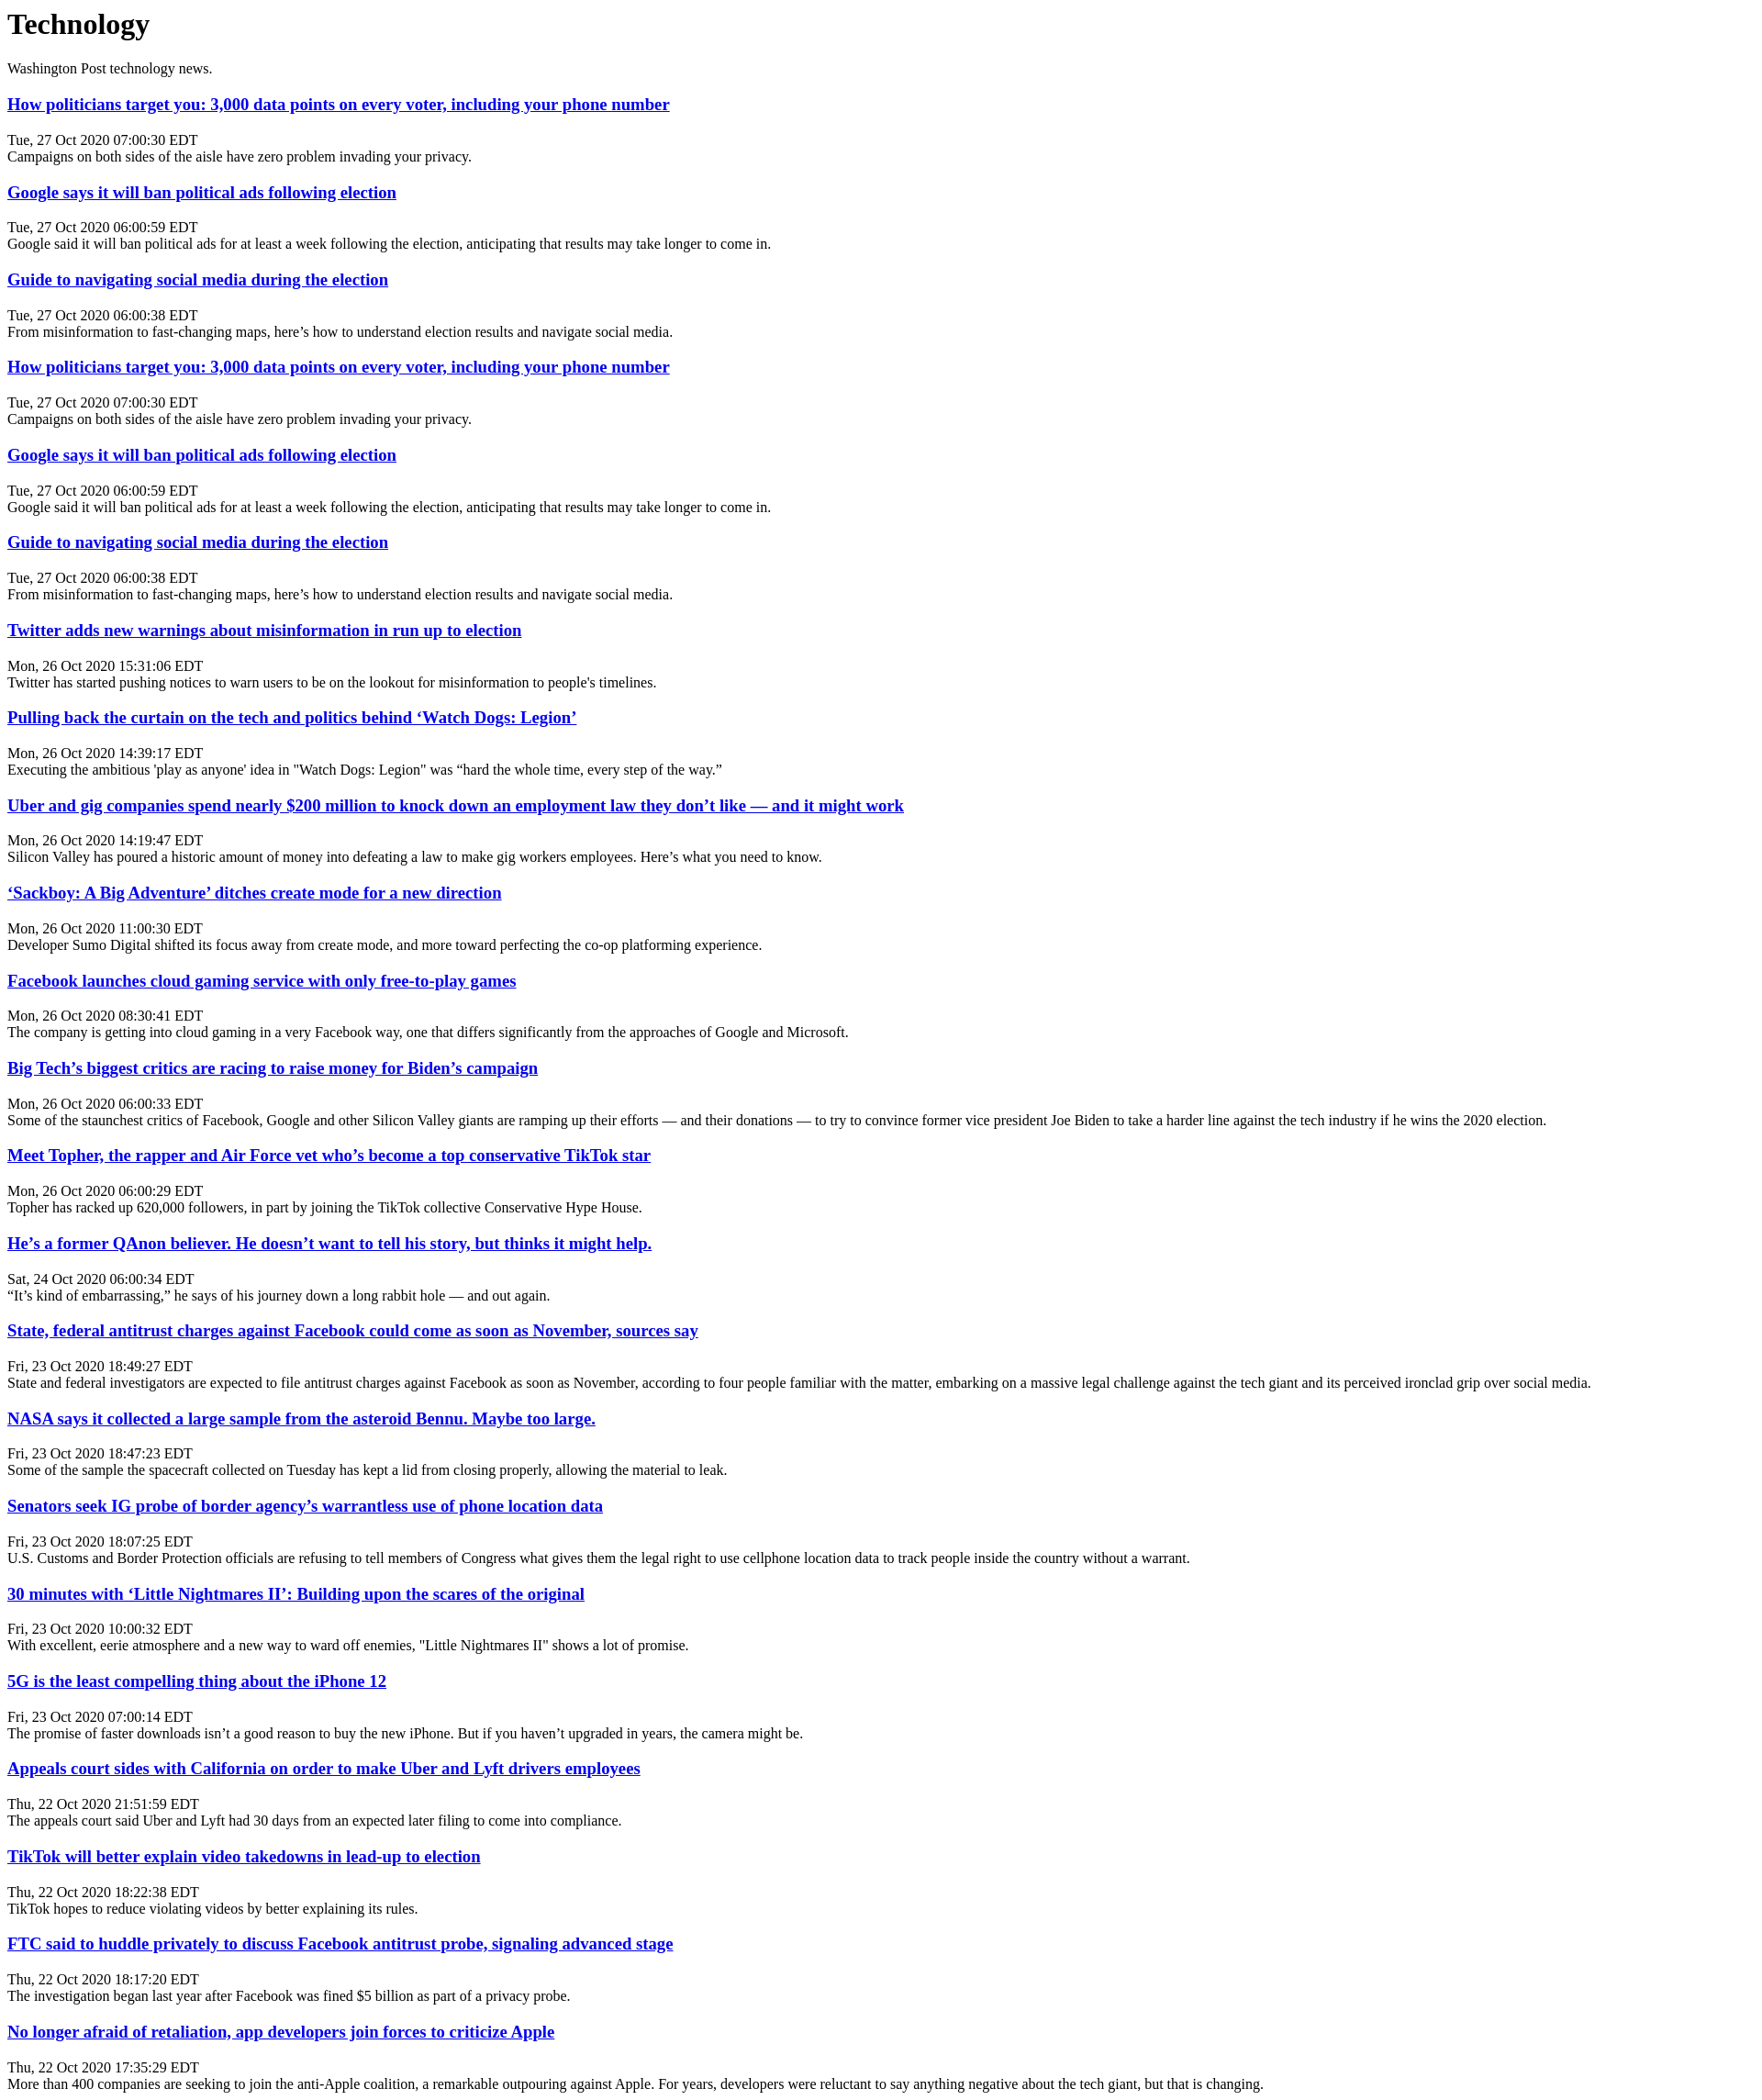 Technology
Washington Post technology news.
How politicians target you: 3,000 data points on every voter, including your phone number
Tue, 27 Oct 2020 07:00:30 EDT
Campaigns on both sides of the aisle have zero problem invading your privacy.
Google says it will ban political ads following election
Tue, 27 Oct 2020 06:00:59 EDT
Google said it will ban political ads for at least a week following the election, anticipating that results may take longer to come in.
Guide to navigating social media during the election
Tue, 27 Oct 2020 06:00:38 EDT
From misinformation to fast-changing maps, here’s how to understand election results and navigate social media.
How politicians target you: 3,000 data points on every voter, including your phone number
Tue, 27 Oct 2020 07:00:30 EDT
Campaigns on both sides of the aisle have zero problem invading your privacy.
Google says it will ban political ads following election
Tue, 27 Oct 2020 06:00:59 EDT
Google said it will ban political ads for at least a week following the election, anticipating that results may take longer to come in.
Guide to navigating social media during the election
Tue, 27 Oct 2020 06:00:38 EDT
From misinformation to fast-changing maps, here’s how to understand election results and navigate social media.
Twitter adds new warnings about misinformation in run up to election
Mon, 26 Oct 2020 15:31:06 EDT
Twitter has started pushing notices to warn users to be on the lookout for misinformation to people's timelines.
Pulling back the curtain on the tech and politics behind ‘Watch Dogs: Legion’
Mon, 26 Oct 2020 14:39:17 EDT
Executing the ambitious 'play as anyone' idea in "Watch Dogs: Legion" was “hard the whole time, every step of the way.”
Uber and gig companies spend nearly $200 million to knock down an employment law they don’t like — and it might work
Mon, 26 Oct 2020 14:19:47 EDT
Silicon Valley has poured a historic amount of money into defeating a law to make gig workers employees. Here’s what you need to know.
‘Sackboy: A Big Adventure’ ditches create mode for a new direction
Mon, 26 Oct 2020 11:00:30 EDT
Developer Sumo Digital shifted its focus away from create mode, and more toward perfecting the co-op platforming experience.
Facebook launches cloud gaming service with only free-to-play games
Mon, 26 Oct 2020 08:30:41 EDT
The company is getting into cloud gaming in a very Facebook way, one that differs significantly from the approaches of Google and Microsoft.
Big Tech’s biggest critics are racing to raise money for Biden’s campaign
Mon, 26 Oct 2020 06:00:33 EDT
Some of the staunchest critics of Facebook, Google and other Silicon Valley giants are ramping up their efforts — and their donations — to try to convince former vice president Joe Biden to take a harder line against the tech industry if he wins the 2020 election.
Meet Topher, the rapper and Air Force vet who’s become a top conservative TikTok star
Mon, 26 Oct 2020 06:00:29 EDT
Topher has racked up 620,000 followers, in part by joining the TikTok collective Conservative Hype House.
He’s a former QAnon believer. He doesn’t want to tell his story, but thinks it might help.
Sat, 24 Oct 2020 06:00:34 EDT
“It’s kind of embarrassing,” he says of his journey down a long rabbit hole — and out again.
State, federal antitrust charges against Facebook could come as soon as November, sources say
Fri, 23 Oct 2020 18:49:27 EDT
State and federal investigators are expected to file antitrust charges against Facebook as soon as November, according to four people familiar with the matter, embarking on a massive legal challenge against the tech giant and its perceived ironclad grip over social media.
NASA says it collected a large sample from the asteroid Bennu. Maybe too large.
Fri, 23 Oct 2020 18:47:23 EDT
Some of the sample the spacecraft collected on Tuesday has kept a lid from closing properly, allowing the material to leak.
Senators seek IG probe of border agency’s warrantless use of phone location data
Fri, 23 Oct 2020 18:07:25 EDT
U.S. Customs and Border Protection officials are refusing to tell members of Congress what gives them the legal right to use cellphone location data to track people inside the country without a warrant.
30 minutes with ‘Little Nightmares II’: Building upon the scares of the original
Fri, 23 Oct 2020 10:00:32 EDT
With excellent, eerie atmosphere and a new way to ward off enemies, "Little Nightmares II" shows a lot of promise.
5G is the least compelling thing about the iPhone 12
Fri, 23 Oct 2020 07:00:14 EDT
The promise of faster downloads isn’t a good reason to buy the new iPhone. But if you haven’t upgraded in years, the camera might be.
Appeals court sides with California on order to make Uber and Lyft drivers employees
Thu, 22 Oct 2020 21:51:59 EDT
The appeals court said Uber and Lyft had 30 days from an expected later filing to come into compliance.
TikTok will better explain video takedowns in lead-up to election
Thu, 22 Oct 2020 18:22:38 EDT
TikTok hopes to reduce violating videos by better explaining its rules.
FTC said to huddle privately to discuss Facebook antitrust probe, signaling advanced stage
Thu, 22 Oct 2020 18:17:20 EDT
The investigation began last year after Facebook was fined $5 billion as part of a privacy probe.
No longer afraid of retaliation, app developers join forces to criticize Apple
Thu, 22 Oct 2020 17:35:29 EDT
More than 400 companies are seeking to join the anti-Apple coalition, a remarkable outpouring against Apple. For years, developers were reluctant to say anything negative about the tech giant, but that is changing.